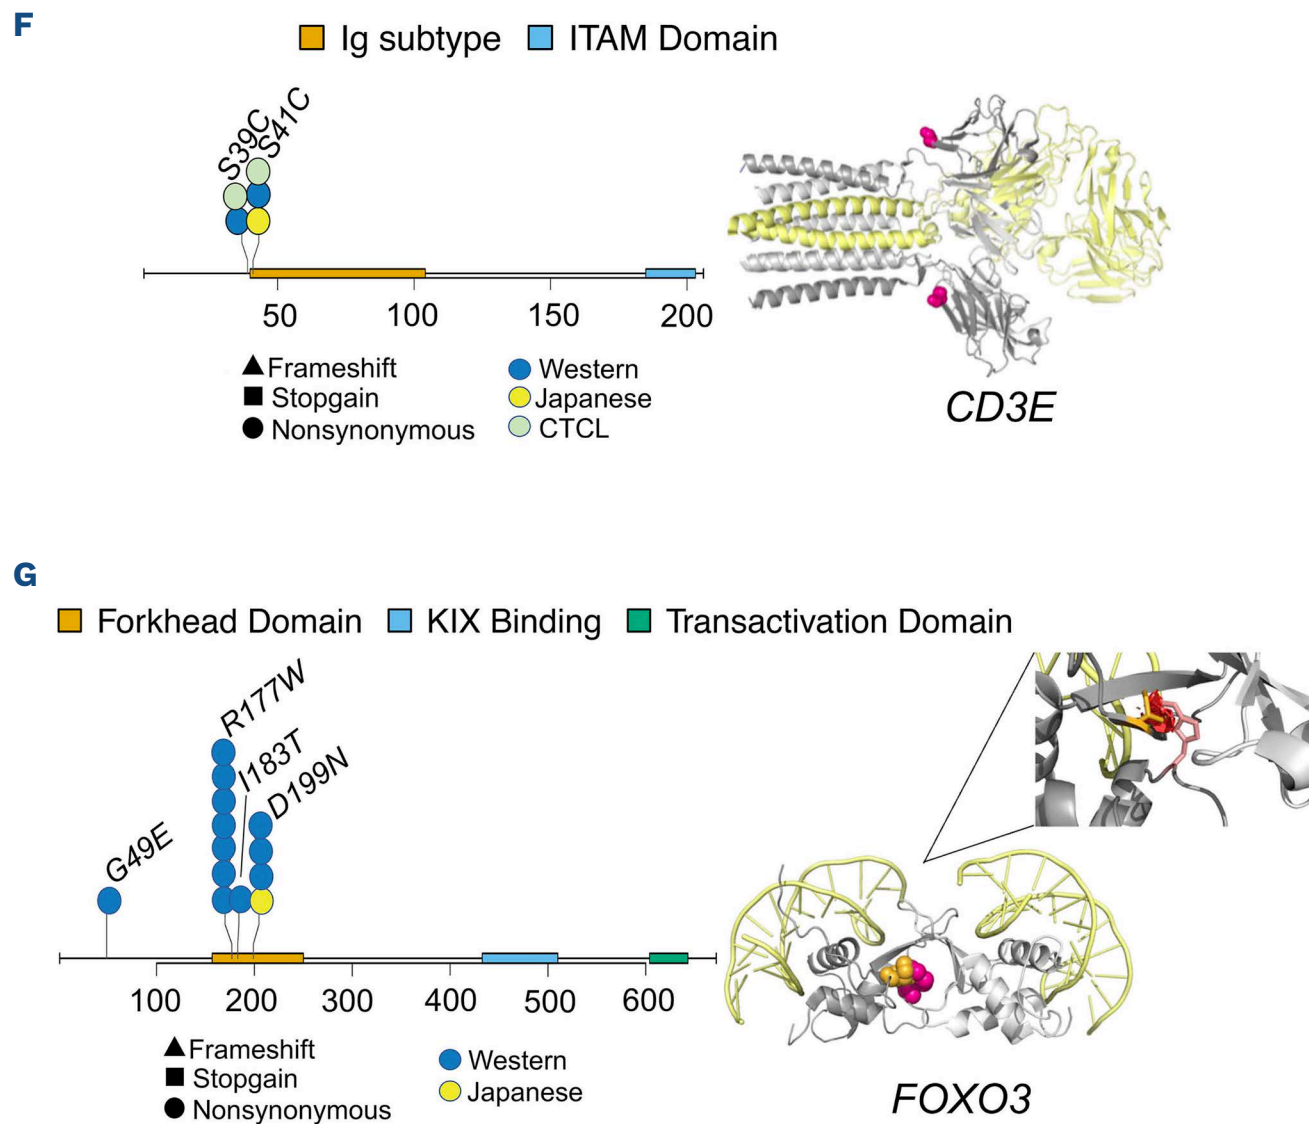 F
Ig subtype ITAM Domain
S39C
S41C
50 100 150 200
Frameshift
Stopgain
Nonsynonymous
Western
Japanese
CTCL
CD3E
G
Forkhead Domain KIX Binding Transactivation Domain
G49E
R177W
I183T
D199N
100 200 300 400 500 600
Frameshift
Stopgain
Nonsynonymous
Western
Japanese
FOXO3